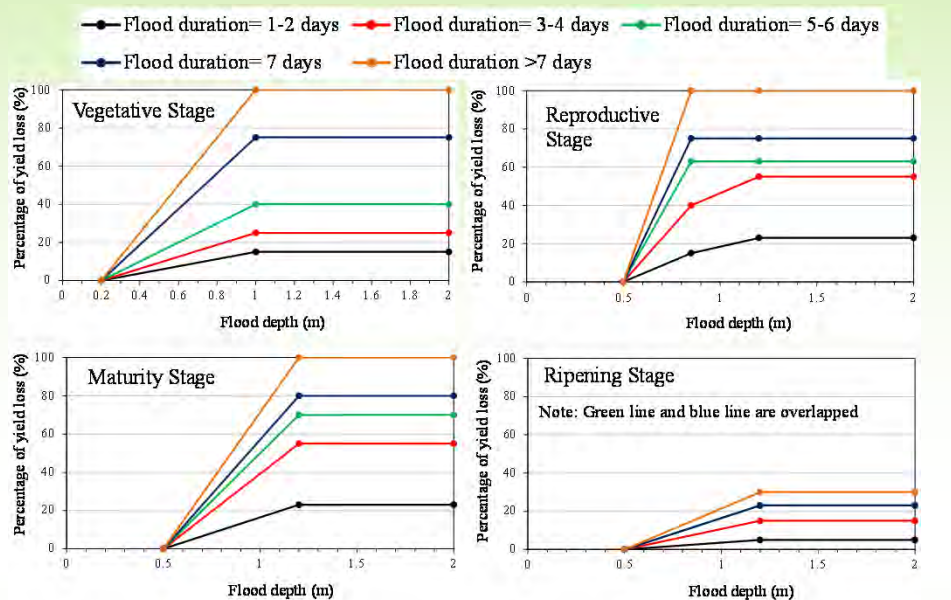 Flood duration= 1-2 days
Flood duration= 3-4 days
Flood duration= 5-6 days
Flood duration= 7 days
Flood duration >7 days
Percentage of yield loss (%)
100
80
60
40
20
0
Vegetative Stage
0 0.2 0.4 0.6 0.8 1 1.2 1.4 1.6 1.8 2
Flood depth (m)
Percentage of yield loss (%)
100
80
60
40
20
0
Reproductive
Stage
0 0.5 1 1.5 2
Flood depth (m)
Percentage of yield loss (%)
100
80
60
40
20
0
Maturity Stage
0 0.5 1 1.5 2
Flood depth (m)
Percentage of yield loss (%)
100
80
60
40
20
0
Ripening Stage
Note: Green line and blue line are overlapped
0 0.5 1 1.5 2
Flood depth (m)